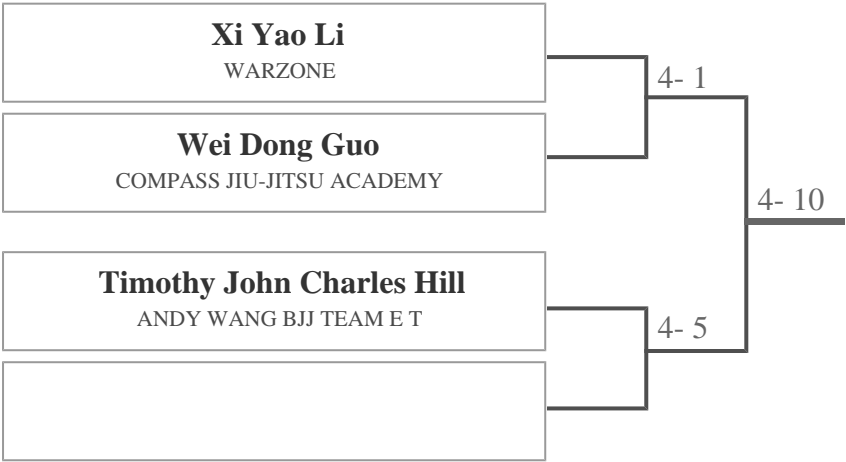 Xi Yao Li
WARZONE
4- 1
Wei Dong Guo
COMPASS JIU-JITSU ACADEMY
4- 10
Timothy John Charles Hill
ANDY WANG BJJ TEAM E T
4- 5